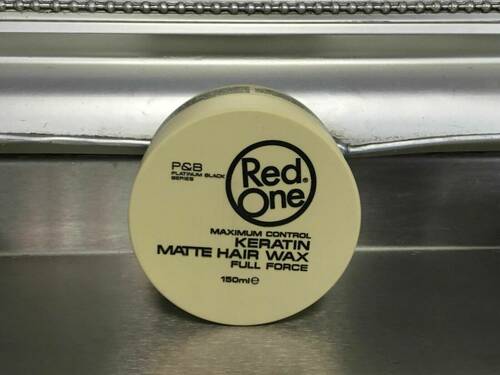 P&B
PLATINUM BLACK
SERIES
Red®
One
MAXIMUM CONTROL
KERATIN
MATTE HAIR WAX
FULL FORCE
150ml e